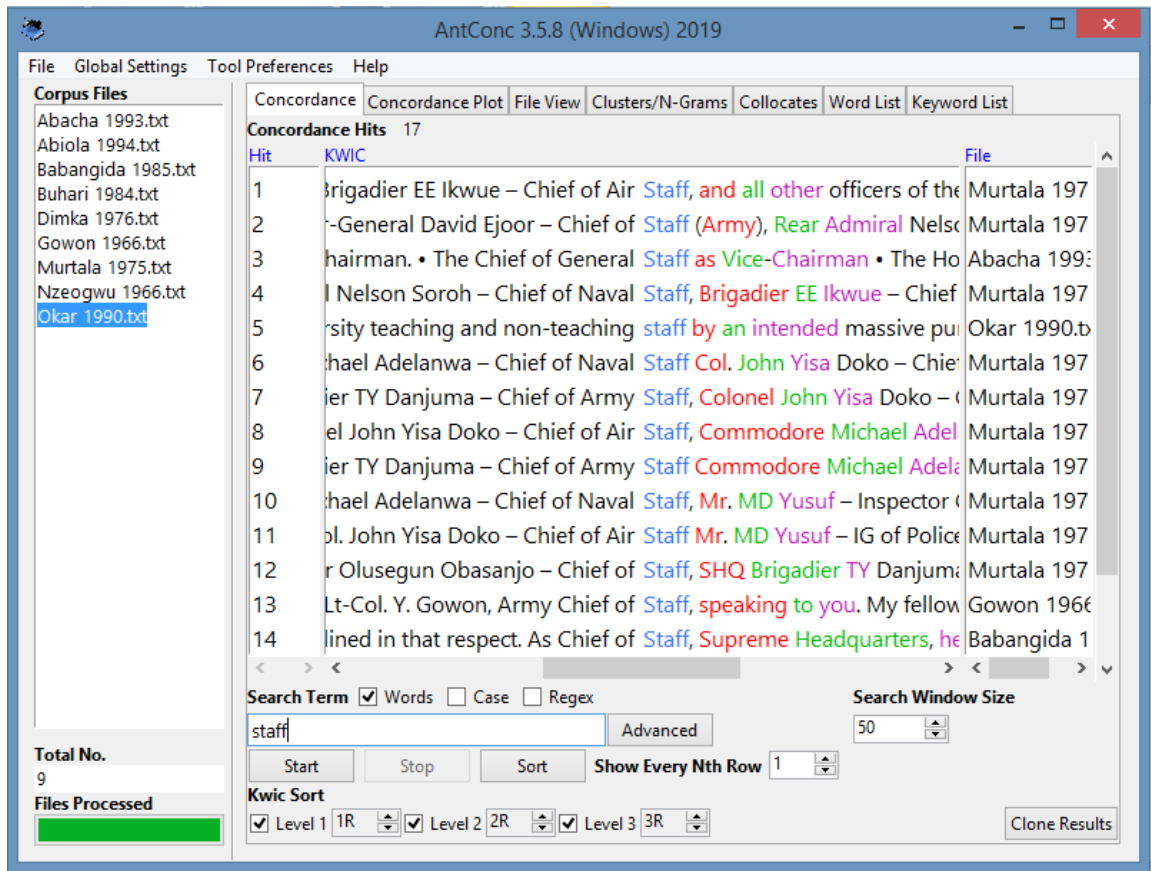 AntConc 3.5.8 (Windows) 2019
File Global Settings Tool Preferences Help
Corpus Files
Abacha 1993.txt
Abiola 1994.txt
Babangida 1985.txt
Buhari 1984.txt
Dimka 1976.txt
Gowon 1966.txt
Murtala 1975.txt
Nzeogwu 1966.txt
Okar 1990.txt
Total No.
9
Files Processed
Concordance Concordance Plot File View Clusters/N-Grams Collocates Word List Keyword List
Concordance Hits 17
Hit KWIC File
1 Brigadier EE Ikwue – Chief of Air Staff, and all other officers of the Murtala 197
2 r-General David Ejoor – Chief of Staff (Army), Rear Admiral Nelso Murtala 197
3 hairman. • The Chief of General Staff as Vice-Chairman • The Ho Abacha 1993
4 l Nelson Soroh – Chief of Naval Staff, Brigadier EE Ikwue – Chief Murtala 197
5 rsity teaching and non-teaching staff by an intended massive pu Okar 1990.tx
6 chael Adelanwa – Chief of Naval Staff Col. John Yisa Doko – Chief Murtala 197
7 ier TY Danjuma – Chief of Army Staff, Colonel John Yisa Doko – Murtala 197
8 el John Yisa Doko – Chief of Air Staff, Commodore Michael Adel Murtala 197
9 ier TY Danjuma – Chief of Army Staff Commodore Michael Adela Murtala 197
10 chael Adelanwa – Chief of Naval Staff, Mr. MD Yusuf – Inspector Murtala 197
11 ol. John Yisa Doko – Chief of Air Staff Mr. MD Yusuf – IG of Police Murtala 197
12 r Olusegun Obasanjo – Chief of Staff, SHQ Brigadier TY Danjuma Murtala 197
13 Lt-Col. Y. Gowon, Army Chief of Staff, speaking to you. My fellow Gowon 1966
14 lined in that respect. As Chief of Staff, Supreme Headquarters, he Babangida 1
Search Term Words Case Regex Search Window Size
staff Advanced 50
Start Stop Sort Show Every Nth Row 1
Kwic Sort
Level 1 1R Level 2 2R Level 3 3R Clone Results